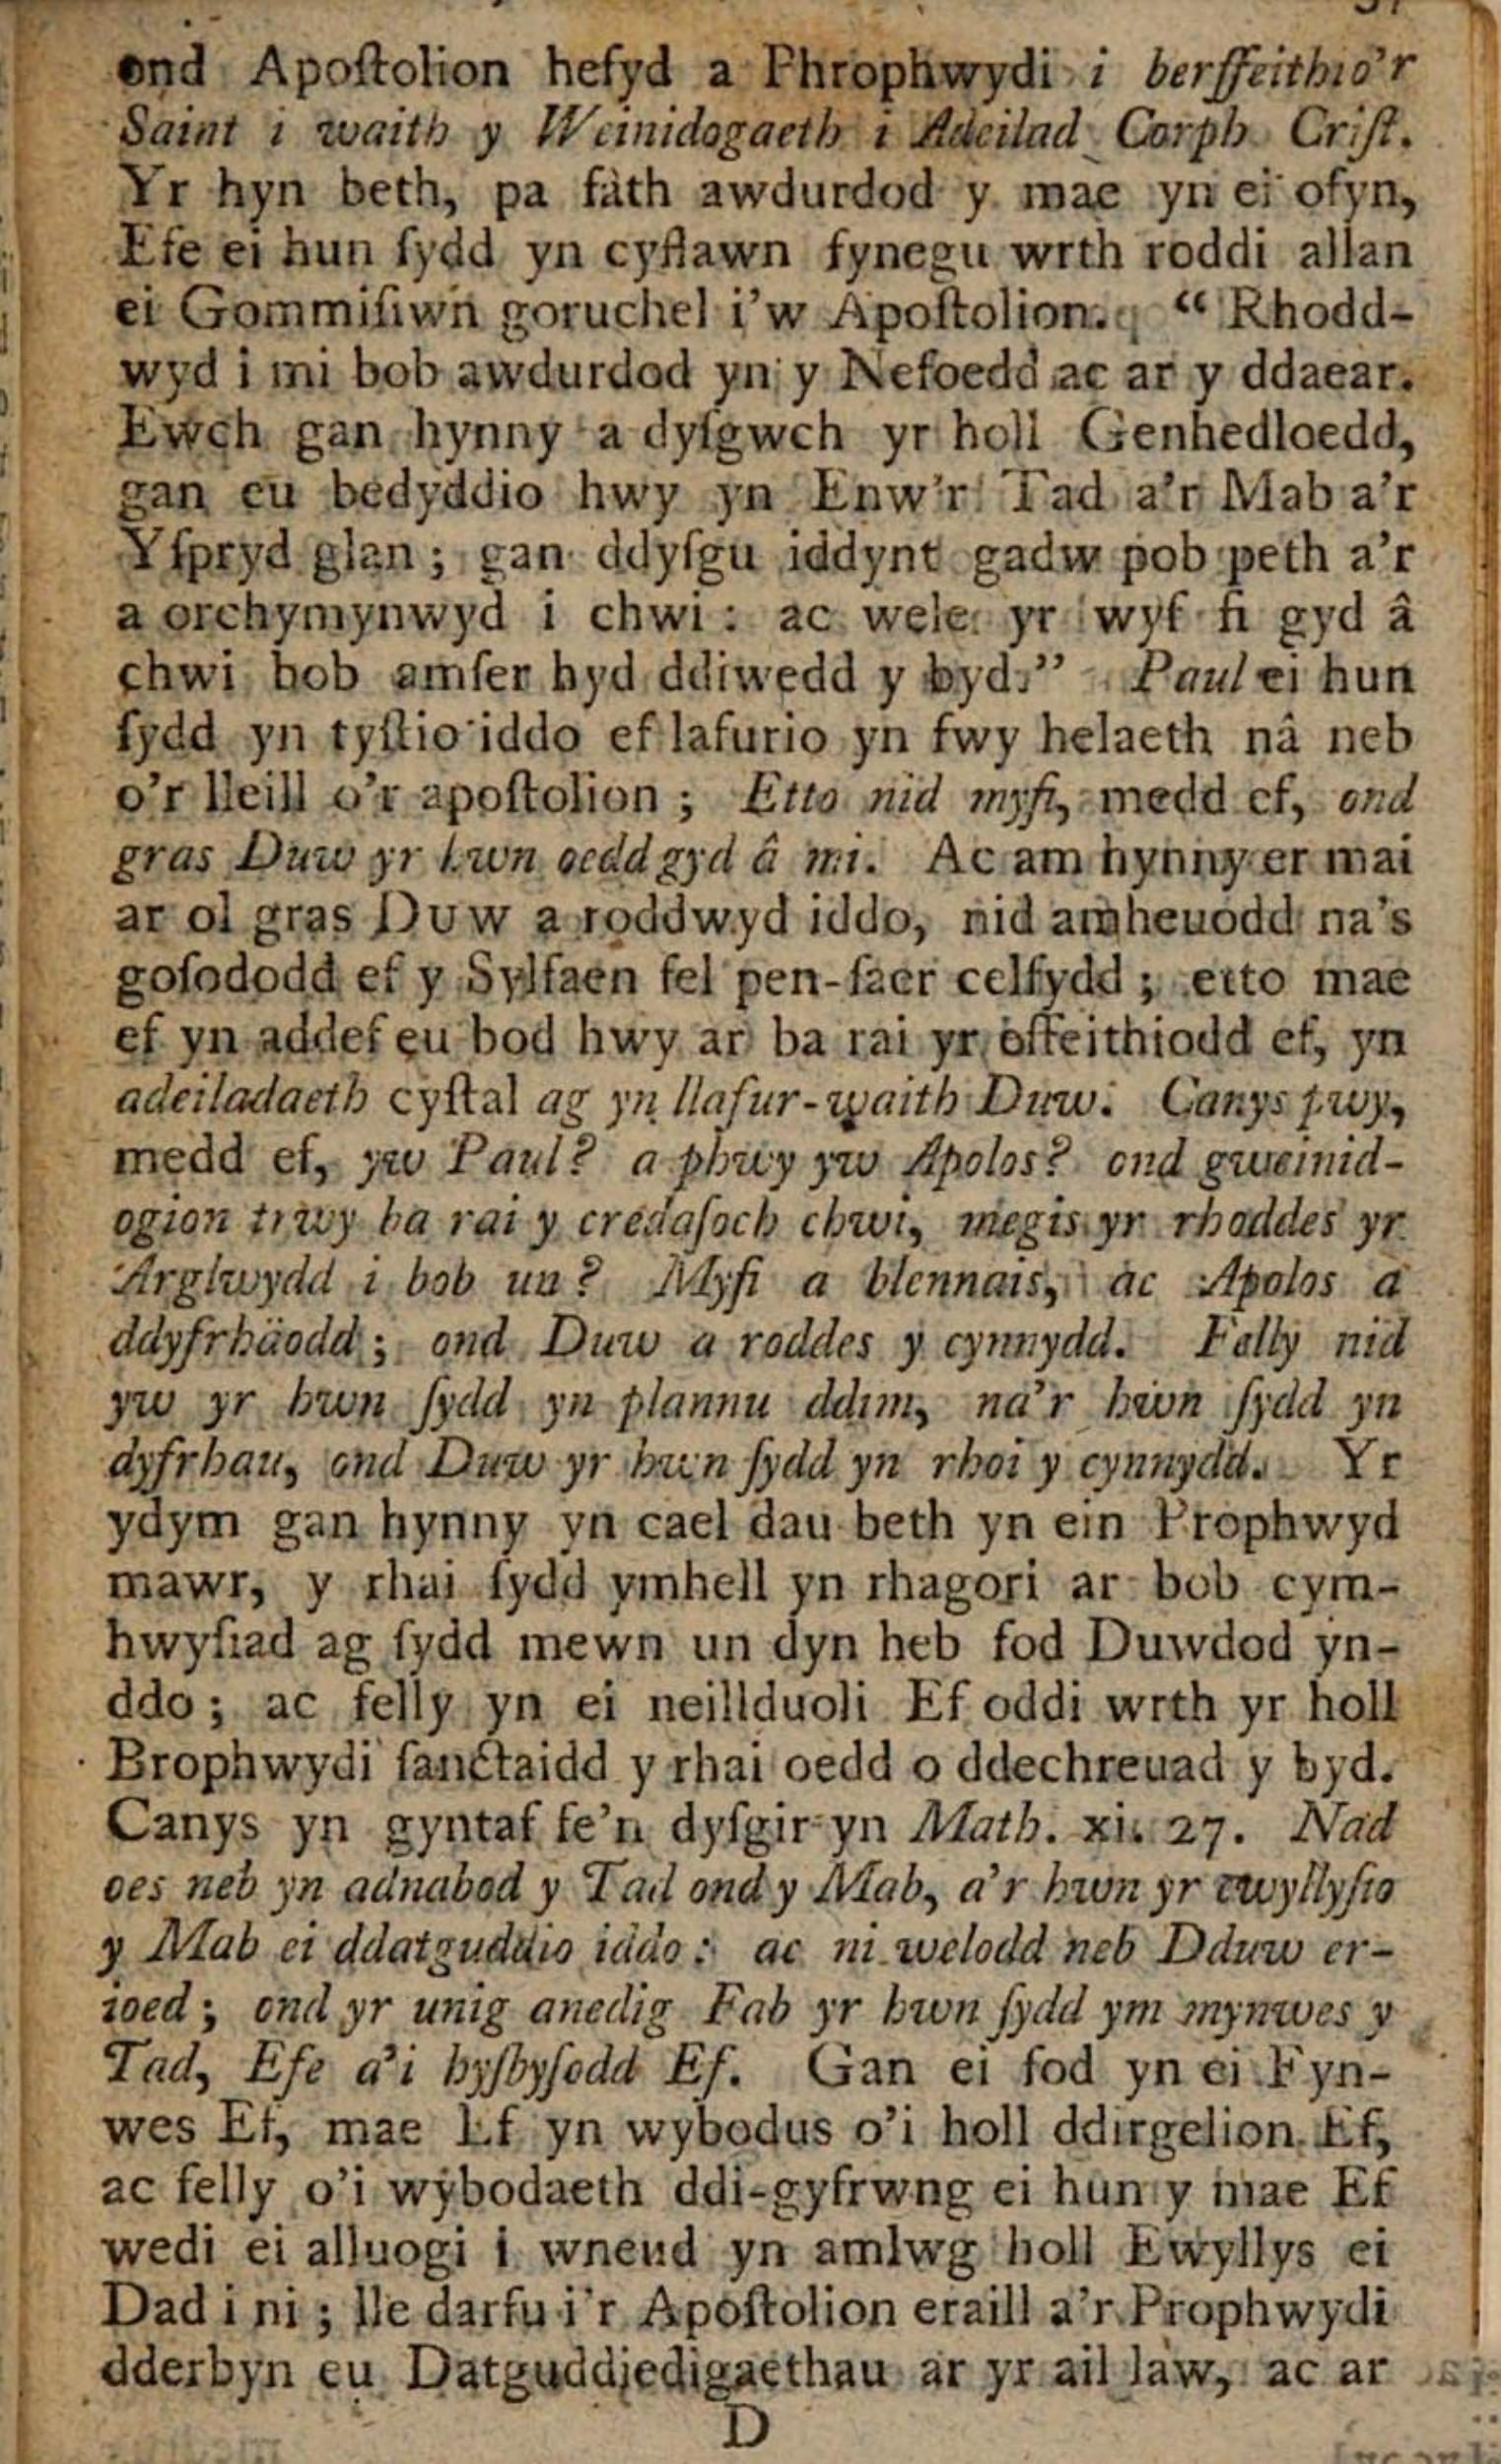 ond Apoſtolion hefyd a Phrophwydi i berffeithio'r
Saint i waith y Weinidogaeth i Adeilad Corph Criſt.
Yr hyn beth, pa fath awdurdod y mae yn ei ofyn,
Efe ei hun ſydd yn cyflawn fynegu wrth roddi allan
ei Gommiſiwn goruchel i'w Apoſtolion. “ Rhodd-
wyd i mi bob awdurdod yn y Nefoedd ac ar y ddaear.
Ewch gan hynny a dyſgwch yr holl Genhedloedd,
gan eu bedyddio hwy yn Enw'r Tad a'r Mab a'r
Yſpryd glan ; gan ddyſgu iddynt gadw pob peth a'r
a orchymynwyd i chwi : ac wele yr wyf fi gyd â
chwi bob amſer hyd ddiwedd y byd.” Paul ei hun
ſydd yn tyſtio iddo ef lafurio yn fwy helaeth nâ neb
o'r lleill o'r apoſtolion ; Etto nid myfi, medd ef, ond
gras Duw yr hwn oedd gyd â mi. Ac am hynny er mai
ar ol gras Duw a roddwyd iddo, nid amheuodd na's
goſododd ef y Sylfaen fel pen-ſaer celfydd ; etto mae
ef yn addef eu bod hwy ar ba rai yr effeithiodd ef, yn
adeiladaeth cyſtal ag yn llafur-waith Duw. Canys pwy,
medd ef, yw Paul? a phwy yw Apolos? ond gweinid-
ogion trwy ba rai y credaſoch chwi, megis yr rhoddes yr
Arglwydd i bob un? Myfi a blennais, ac Apolos a
ddyfrhäodd ; ond Duw a roddes y cynnydd. Felly nid
yw yr hwn ſydd yn plannu ddim, na'r hwn ſydd yn
dyfrhau, ond Duw yr hwn ſydd yn rhoi y cynnydd. Yr
ydym gan hynny yn cael dau beth yn ein Prophwyd
mawr, y rhai ſydd ymhell yn rhagori ar bob cym-
hwyſiad ag ſydd mewn un dyn heb fod Duwdod yn-
ddo ; ac felly yn ei neillduoli Ef oddi wrth yr holl
Brophwydi ſanctaidd y rhai oedd o ddechreuad y byd.
Canys yn gyntaf fe'n dyſgir yn Math. xi. 27. Nad
oes neb yn adnabod y Tad ond y Mab, a'r hwn yr ewyllyſio
y Mab ei ddatguddio iddo : ac ni welodd neb Dduw er-
ioed ; ond yr unig anedig Fab yr hwn ſydd ym mynwes y
Tad, Efe a'i hyſbyſodd Ef. Gan ei fod yn ei Fyn-
wes Ef, mae Ef yn wybodus o'i holl ddirgelion Ef,
ac felly o'i wybodaeth ddi-gyfrwng ei hun y mae Ef
wedi ei alluogi i wneud yn amlwg holl Ewyllys ei
Dad i ni ; lle darfu i'r Apoſtolion eraill a'r Prophwydi
dderbyn eu Datguddiedigaethau ar yr ail law, ac ar
D